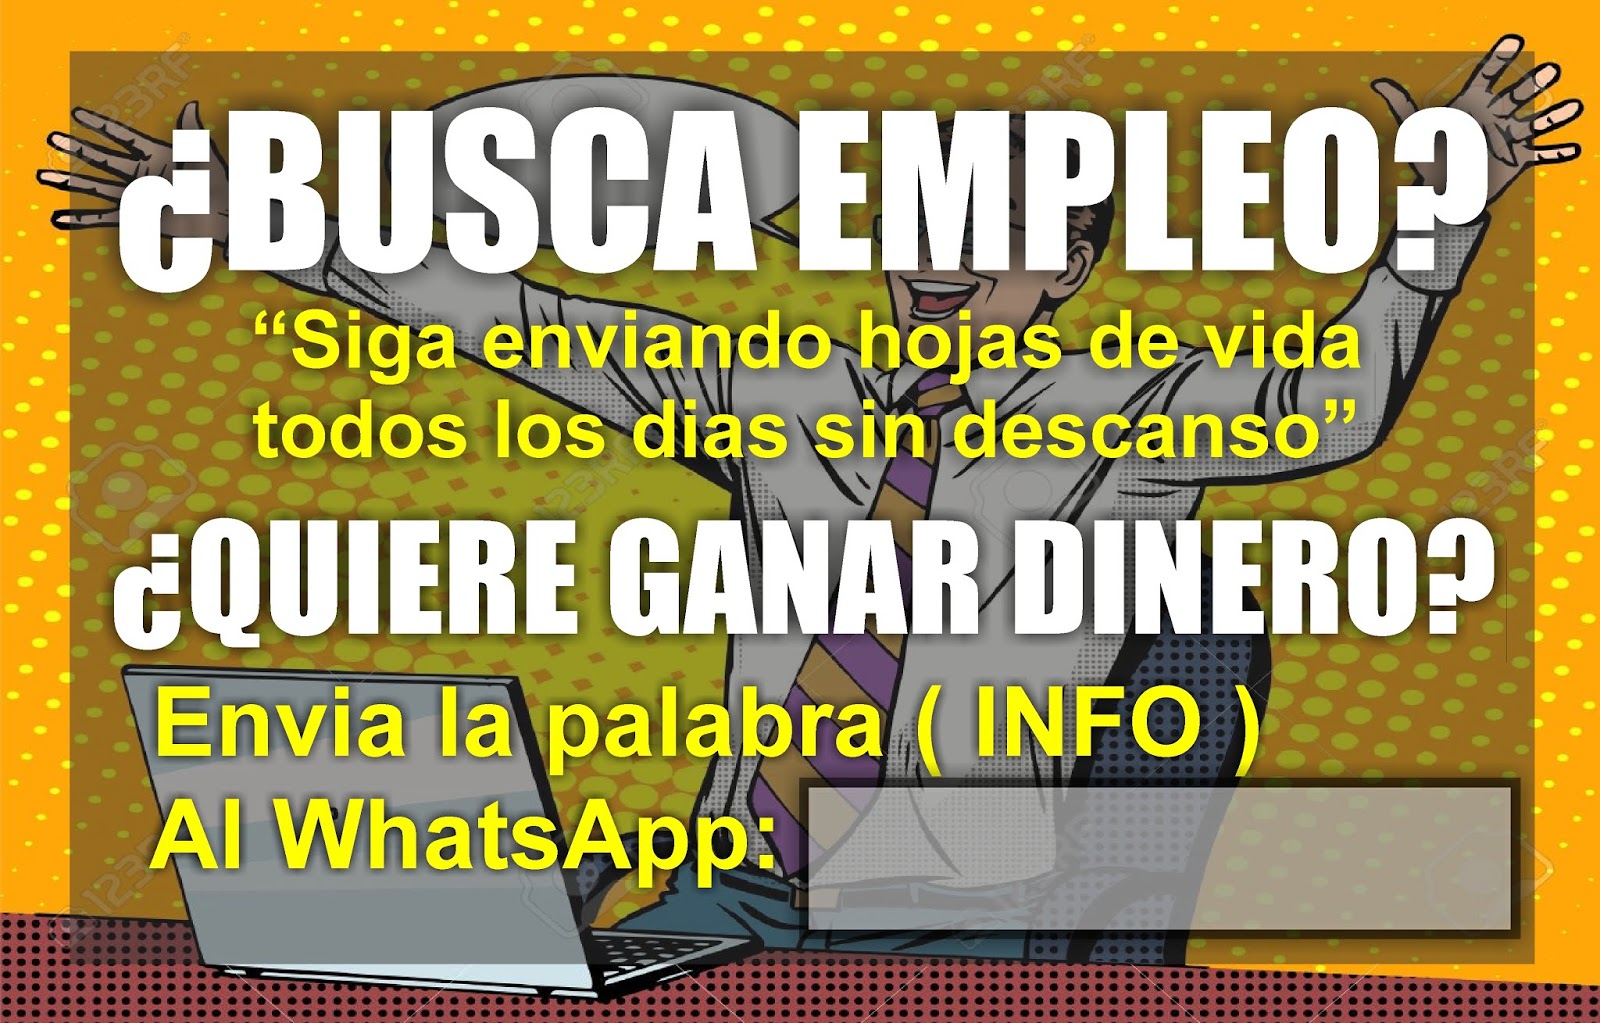 ¿BUSCA EMPLEO?
“Siga enviando hojas de vida
todos los dias sin descanso”
¿QUIERE GANAR DINERO?
Envia la palabra ( INFO )
Al WhatsApp:
123RF